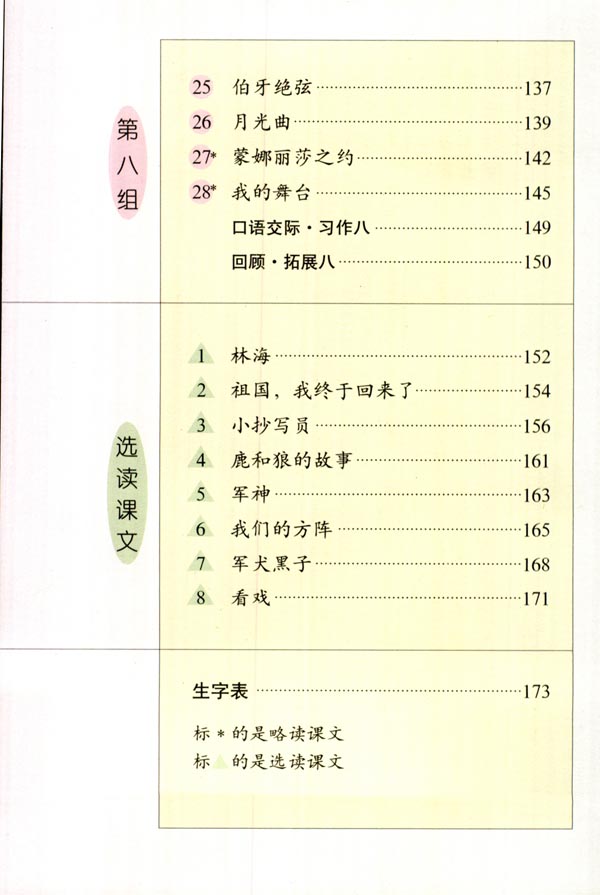 第八组
25 伯牙绝弦……137
26 月光曲……139
27* 蒙娜丽莎之约……142
28* 我的舞台……145
口语交际·习作八……149
回顾·拓展八……150
选读课文
1 林海……152
2 祖国，我终于回来了……154
3 小抄写员……156
4 鹿和狼的故事……161
5 军神……163
6 我们的方阵……165
7 军犬黑子……168
8 看戏……171
生字表……173
标*的是略读课文
标▲的是选读课文